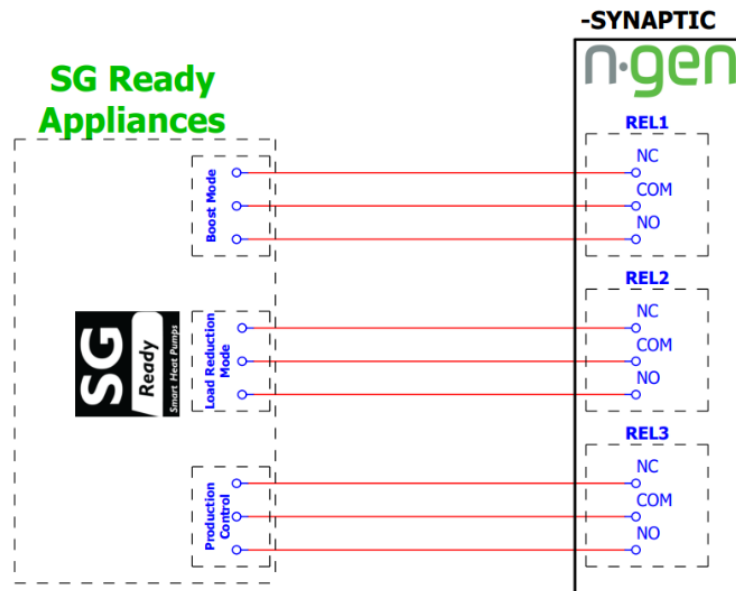 -SYNAPTIC
n·gen
SG Ready
Appliances
REL1
NC
COM
NO
Boost Mode
REL2
NC
COM
NO
Load Reduction
Mode
SG
Ready
Smart Heat Pumps
REL3
NC
COM
NO
Production
Control